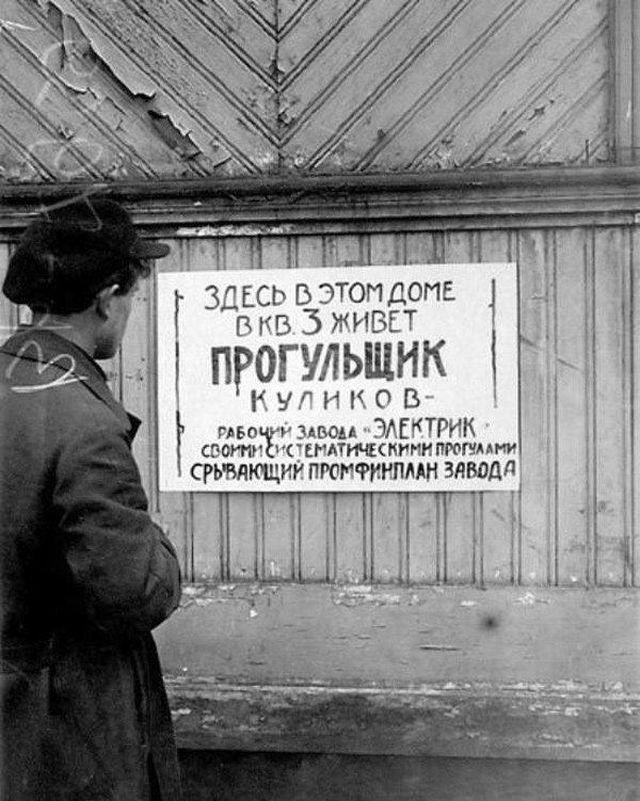 ЗДЕСЬ В ЭТОМ ДОМЕ
В КВ. 3 ЖИВЕТ
ПРОГУЛЬЩИК
КУЛИКОВ-
РАБОЧИЙ ЗАВОДА "ЭЛЕКТРИК"
СВОИМИ СИСТЕМАТИЧЕСКИМИ ПРОГУЛАМИ
СРЫВАЮЩИЙ ПРОМФИНПЛАН ЗАВОДА